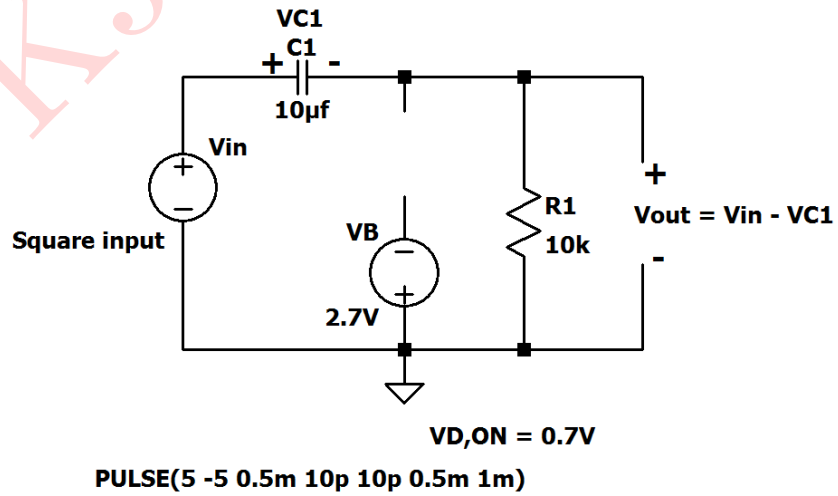 VC1
C1
+ -
10µf
Vin
+
-
Square input
VB
-
+
2.7V
R1
10k
+
Vout = Vin - VC1
-
VD,ON = 0.7V
PULSE(5 -5 0.5m 10p 10p 0.5m 1m)